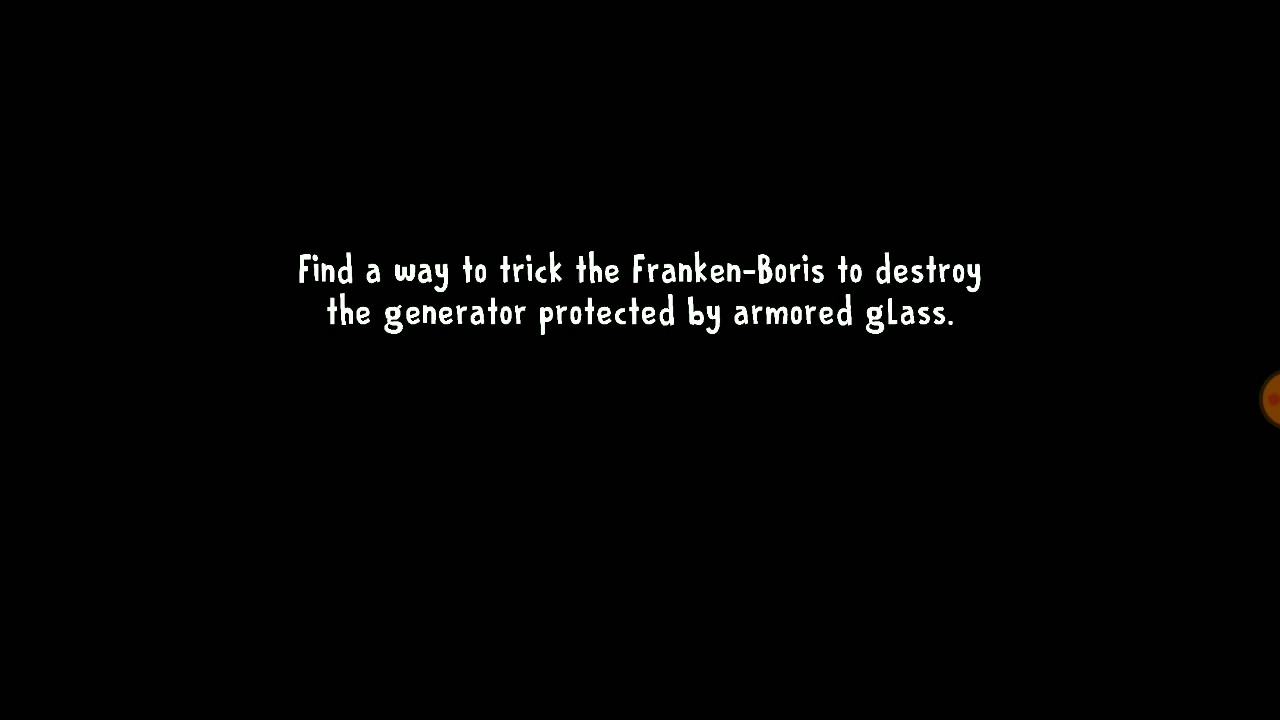 Find a way to trick the Franken-Boris to destroy
the generator protected by armored glass.